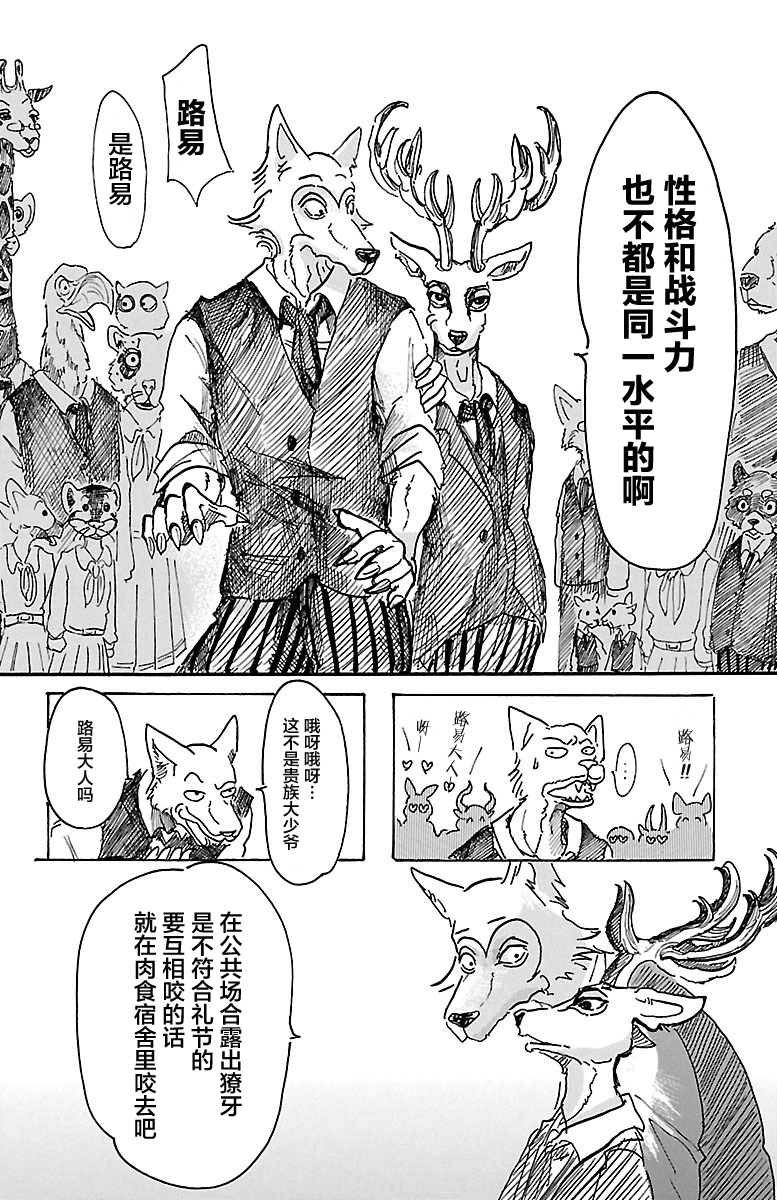 性格和战斗力
也不都是同一水平的啊
路易
是路易
路易!!
…
路易大人
呀
哦呀哦呀…
这不是贵族大少爷
路易大人吗
在公共场合露出獠牙
是不符合礼节的
要互相咬的话
就在肉食宿舍里咬去吧